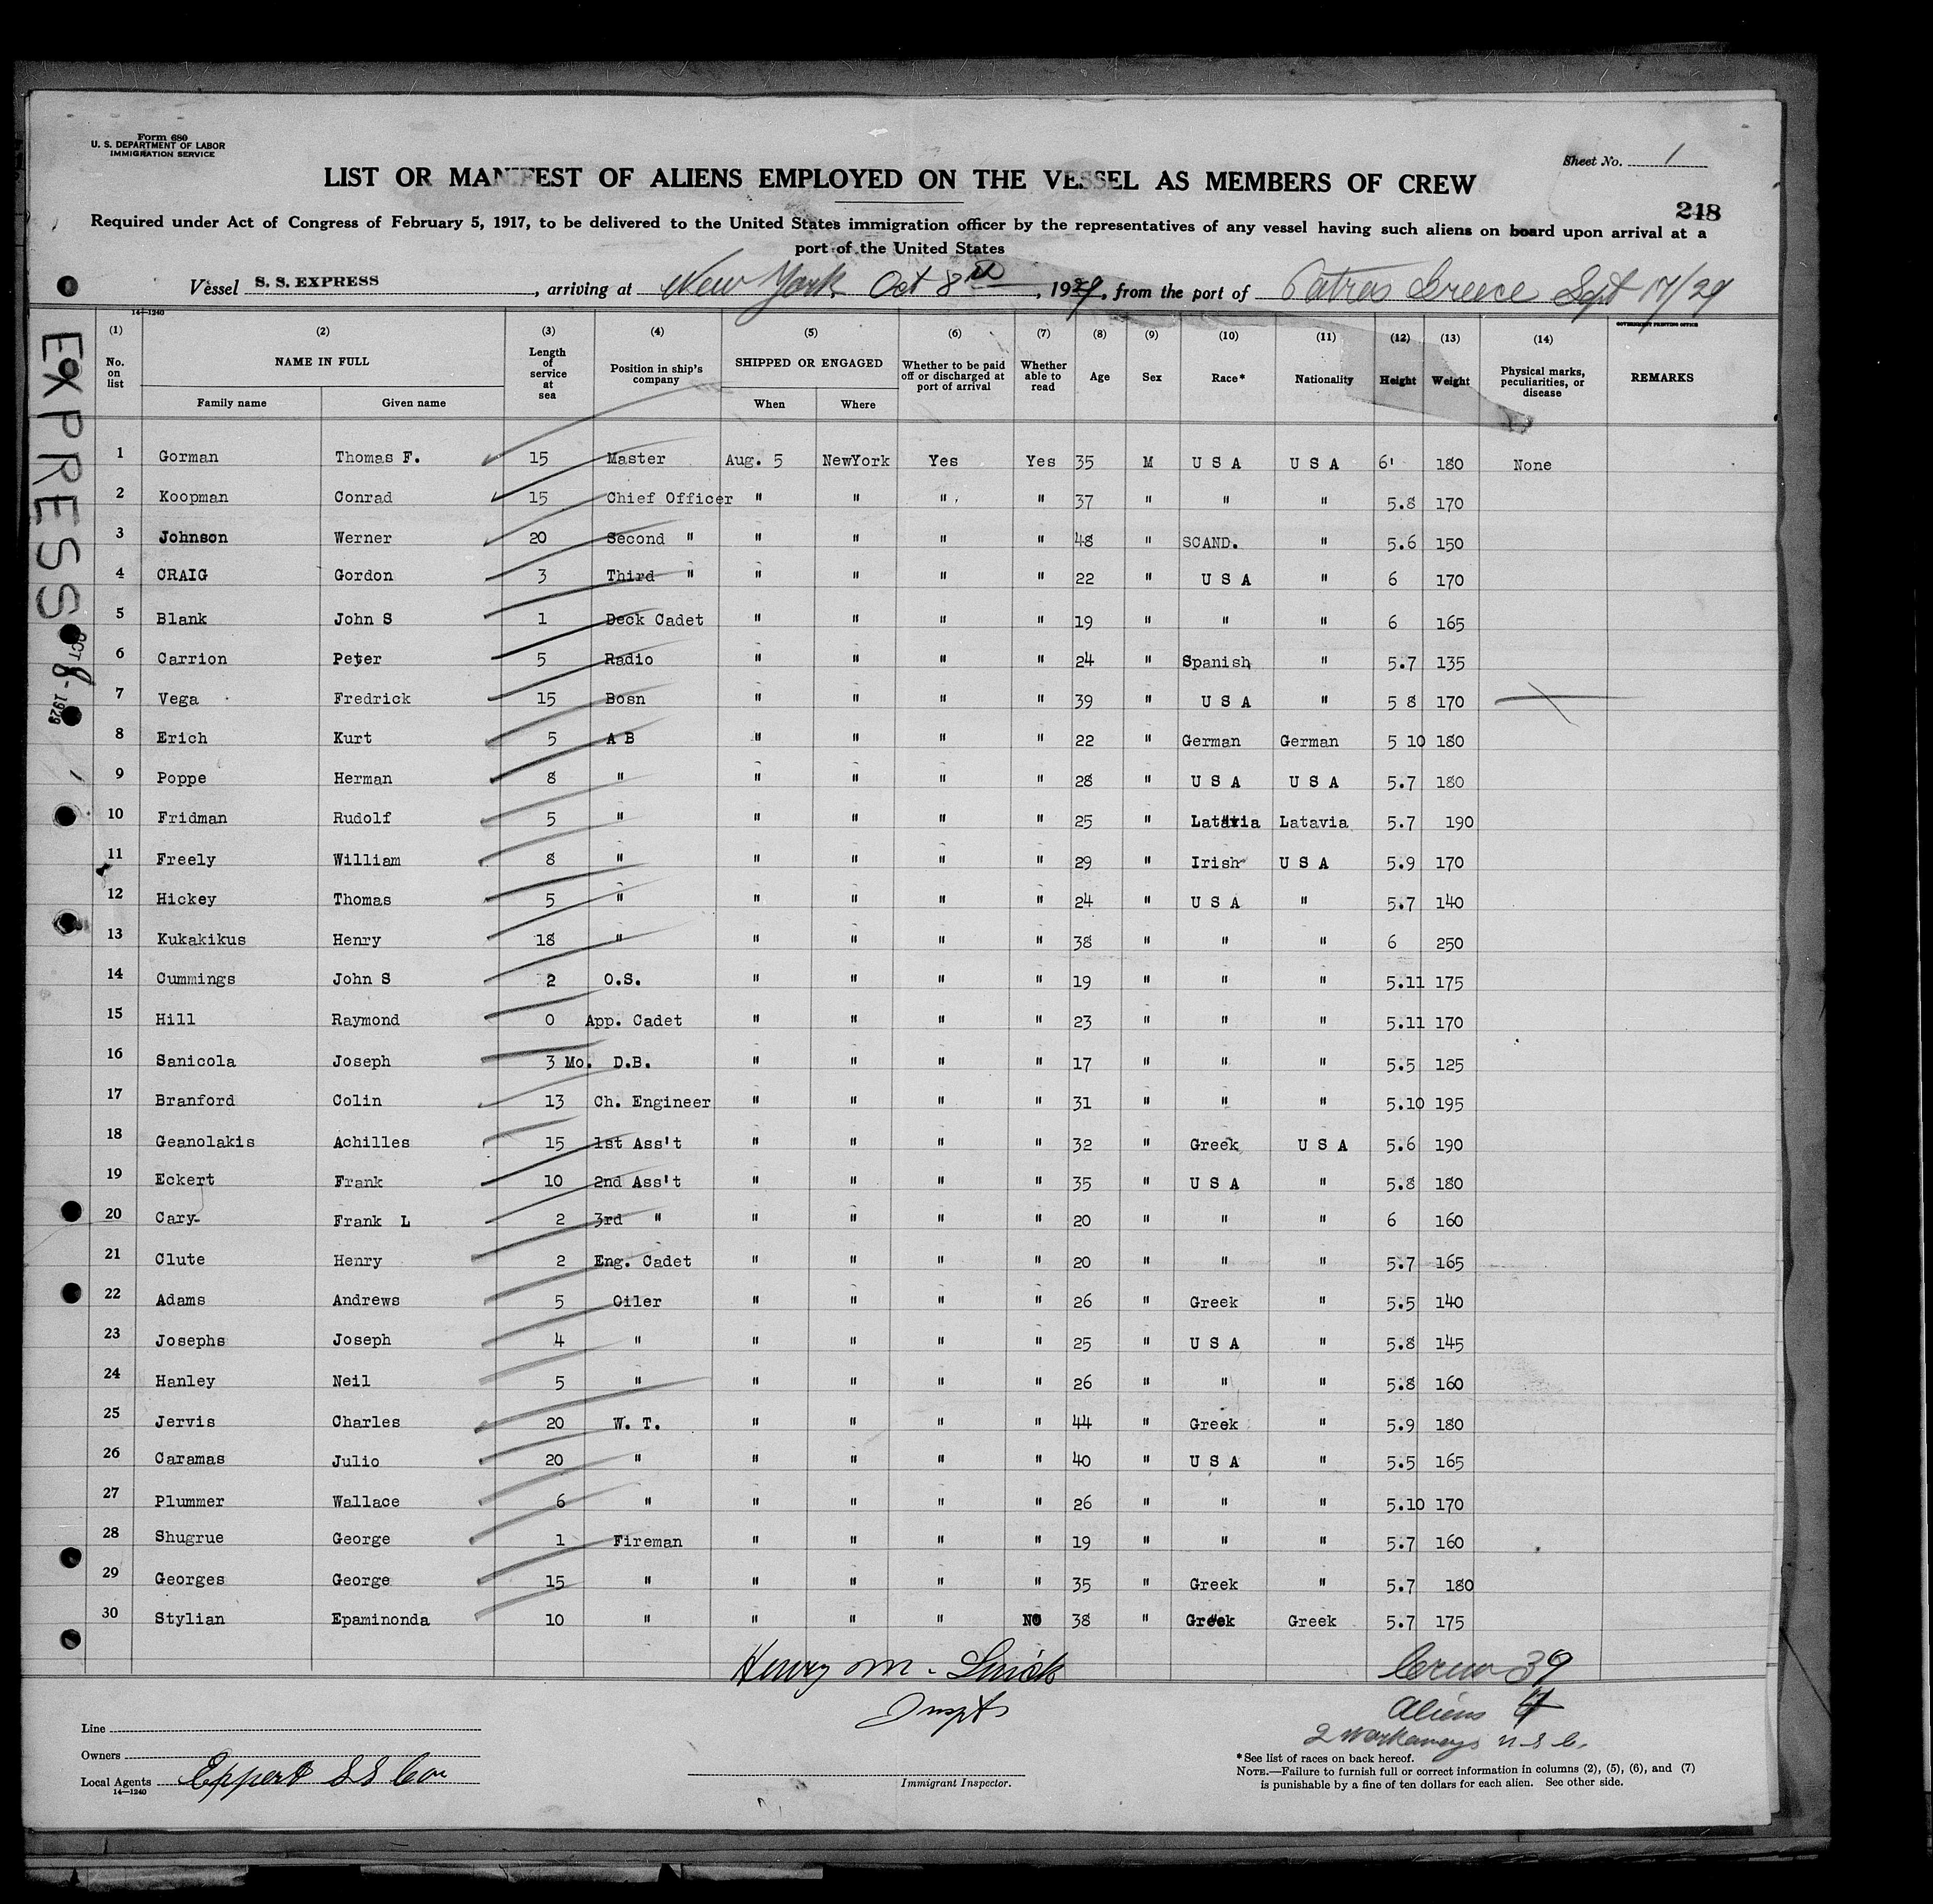 Form 680
U. S. DEPARTMENT OF LABOR
IMMIGRATION SERVICE
Sheet No. 1
LIST OR MANIFEST OF ALIENS EMPLOYED ON THE VESSEL AS MEMBERS OF CREW
248
Required under Act of Congress of February 5, 1917, to be delivered to the United States immigration officer by the representatives of any vessel having such aliens on board upon arrival at a
port of the United States
Vessel S. S. EXPRESS, arriving at New York Oct 8th, 1929, from the port of Patras Greece Sept 17/29
EXPRESS
OCT 8 - 1929
14—1240
GOVERNMENT PRINTING OFFICE
(1) (2) (3) (4) (5) (6) (7) (8) (9) (10) (11) (12) (13) (14)
No. on list NAME IN FULL Length of service at sea Position in ship's company SHIPPED OR ENGAGED Whether to be paid off or discharged at port of arrival Whether able to read Age Sex Race* Nationality Height Weight Physical marks, peculiarities, or disease REMARKS
Family name Given name When Where
1 Gorman Thomas F. 15 Master Aug. 5 NewYork Yes Yes 35 M U S A U S A 6' 180 None
2 Koopman Conrad 15 Chief Officer " " " " 37 " " " 5.8 170
3 Johnson Werner 20 Second " " " " " 48 " SCAND. " 5.6 150
4 CRAIG Gordon 3 Third " " " " " 22 " U S A " 6 170
5 Blank John S 1 Deck Cadet " " " " 19 " " " 6 165
6 Carrion Peter 5 Radio " " " " 24 " Spanish " 5.7 135
7 Vega Fredrick 15 Bosn " " " " 39 " U S A " 5 8 170
8 Erich Kurt 5 A B " " " " 22 " German German 5 10 180
9 Poppe Herman 8 " " " " " 28 " U S A U S A 5.7 180
10 Fridman Rudolf 5 " " " " " 25 " Latavia Latavia 5.7 190
11 Freely William 8 " " " " " 29 " Irish U S A 5.9 170
12 Hickey Thomas 5 " " " " " 24 " U S A " 5.7 140
13 Kukakikus Henry 18 " " " " " 38 " " " 6 250
14 Cummings John S 2 O.S. " " " " 19 " " " 5.11 175
15 Hill Raymond 0 App. Cadet " " " " 23 " " " 5.11 170
16 Sanicola Joseph 3 Mo. D.B. " " " " 17 " " " 5.5 125
17 Branford Colin 13 Ch. Engineer " " " " 31 " " " 5.10 195
18 Geanolakis Achilles 15 1st Ass't " " " " 32 " Greek U S A 5.6 190
19 Eckert Frank 10 2nd Ass't " " " " 35 " U S A " 5.8 180
20 Cary Frank L 2 3rd " " " " " 20 " " " 6 160
21 Clute Henry 2 Eng. Cadet " " " " 20 " " " 5.7 165
22 Adams Andrews 5 Oiler " " " " 26 " Greek " 5.5 140
23 Josephs Joseph 4 " " " " " 25 " U S A " 5.8 145
24 Hanley Neil 5 " " " " " 26 " " " 5.8 160
25 Jervis Charles 20 W. T. " " " " 44 " Greek " 5.9 180
26 Caramas Julio 20 " " " " " 40 " U S A " 5.5 165
27 Plummer Wallace 6 " " " " " 26 " " " 5.10 170
28 Shugrue George 1 Fireman " " " " 19 " " " 5.7 160
29 Georges George 15 " " " " " 35 " Greek " 5.7 180
30 Stylian Epaminonda 10 " " " " NO 38 " Greek Greek 5.7 175
Henry M. Crew 39
Inspt Aliens
2 Workaways U.S.C.
Line
Owners
Local Agents Export SS Cor
14—1240
Immigrant Inspector.
*See list of races on back hereof.
NOTE.—Failure to furnish full or correct information in columns (2), (5), (6), and (7)
is punishable by a fine of ten dollars for each alien. See other side.